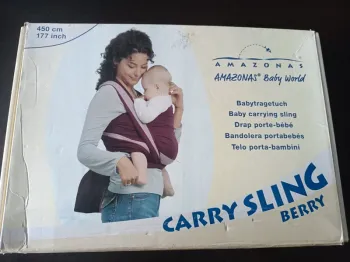 450 cm
177 inch
AMAZONAS
AMAZONAS® Baby World
Babytragetuch
Baby carrying sling
Drap porte-bébé
Bandolera portabebés
Telo porta-bambini
CARRY SLING
BERRY